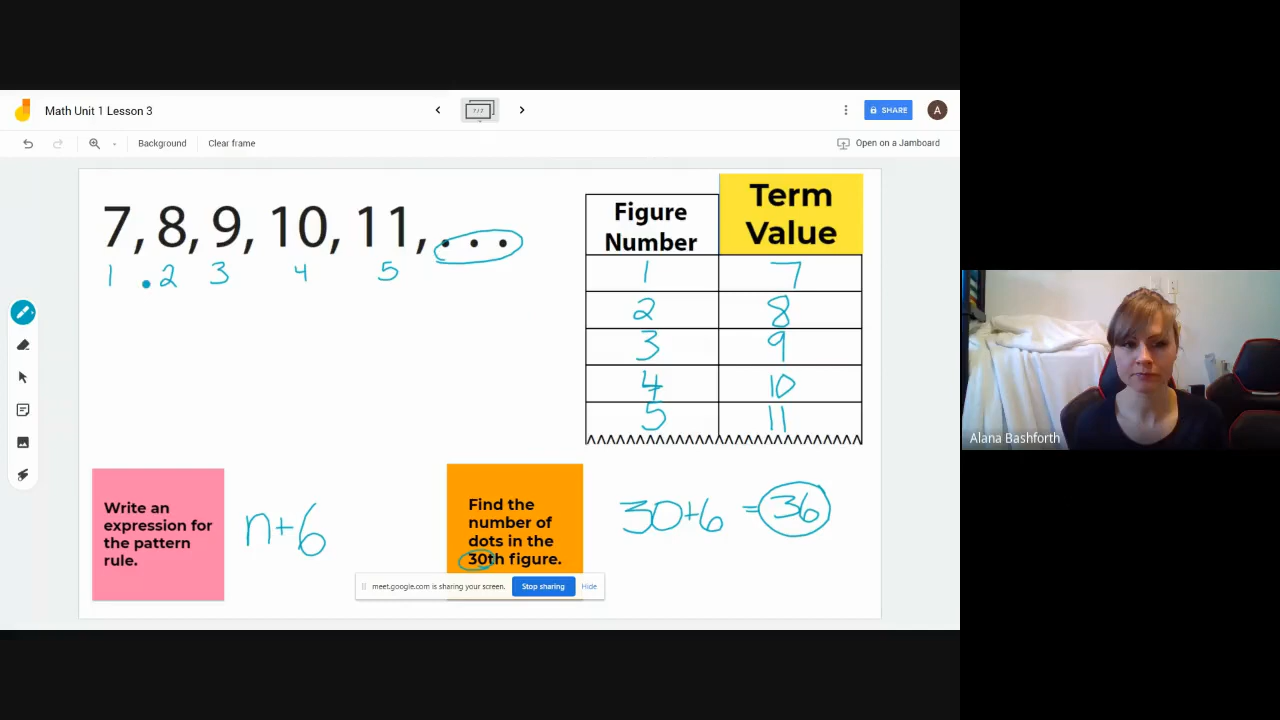 Math Unit 1 Lesson 3
7 / 7
SHARE
A
Background
Clear frame
Open on a Jamboard
7, 8, 9, 10, 11, . . .
1 . 2 3 4 5
Figure
Number
Term
Value
1 7
2 8
3 9
4 10
5 11
Write an
expression for
the pattern
rule.
n+6
Find the
number of
dots in the
30th figure.
30+6 =36
meet.google.com is sharing your screen.
Stop sharing
Hide
Alana Bashforth